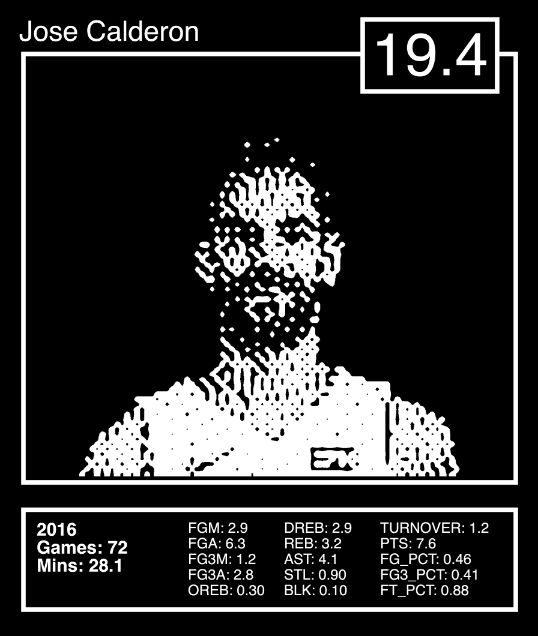 Jose Calderon
19.4
2016
Games: 72
Mins: 28.1
FGM: 2.9
FGA: 6.3
FG3M: 1.2
FG3A: 2.8
OREB: 0.30
DREB: 2.9
REB: 3.2
AST: 4.1
STL: 0.90
BLK: 0.10
TURNOVER: 1.2
PTS: 7.6
FG_PCT: 0.46
FG3_PCT: 0.41
FT_PCT: 0.88